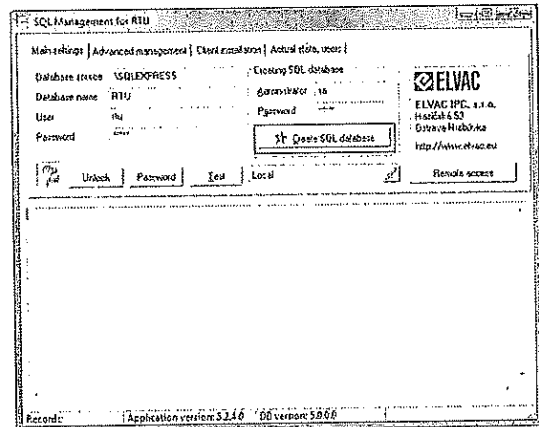 SQL Management for RTU
Main settings Advanced management Client installation Actual state, users
Database source .\SQLEXPRESS
Database name RTU
User
Password
Creating SQL database
Administrator sa
Password
Create SQL database
ELVAC
ELVAC IPC, s.r.o.
Hasičská 53
Ostrava Hrabůvka
http://www.elvac.eu
Unlock Password Test Local Remote access
Records: Application version: 5.2.4.0 DB version: 5.0.0.0